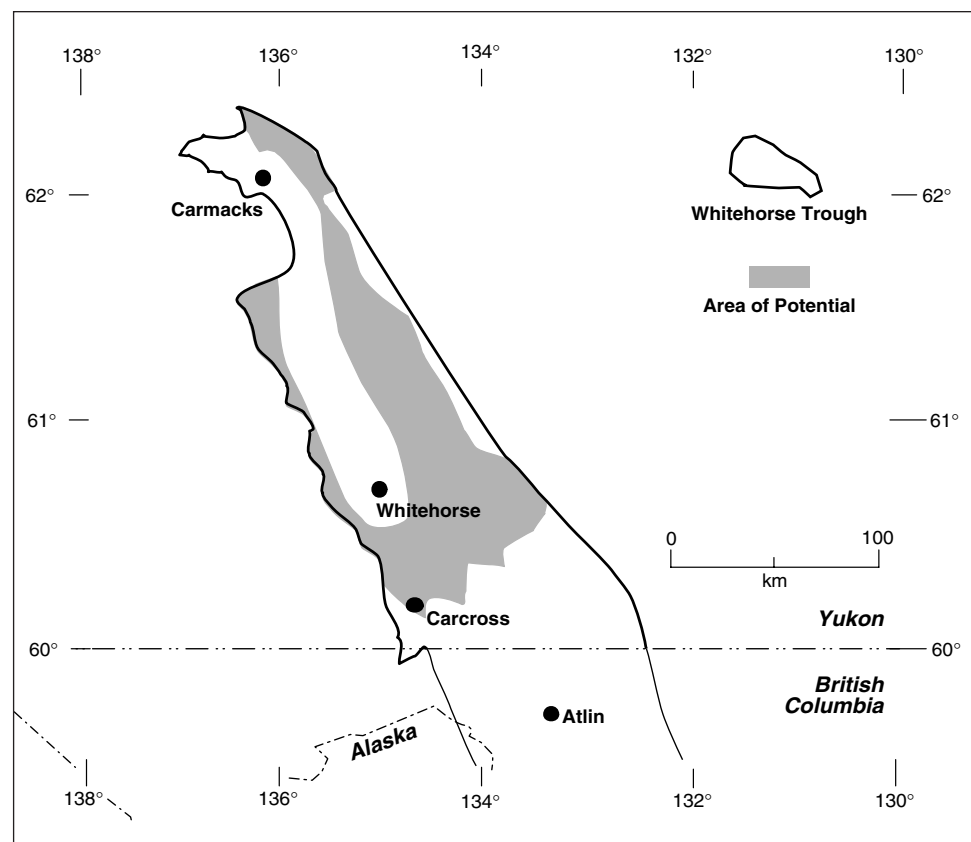 138° 136° 134° 132° 130°
62° 62°
Carmacks
Whitehorse Trough
Area of Potential
61° 61°
Whitehorse
0 100
km
Carcross
Yukon
60° 60°
British
Columbia
Atlin
Alaska
138° 136° 134° 132° 130°